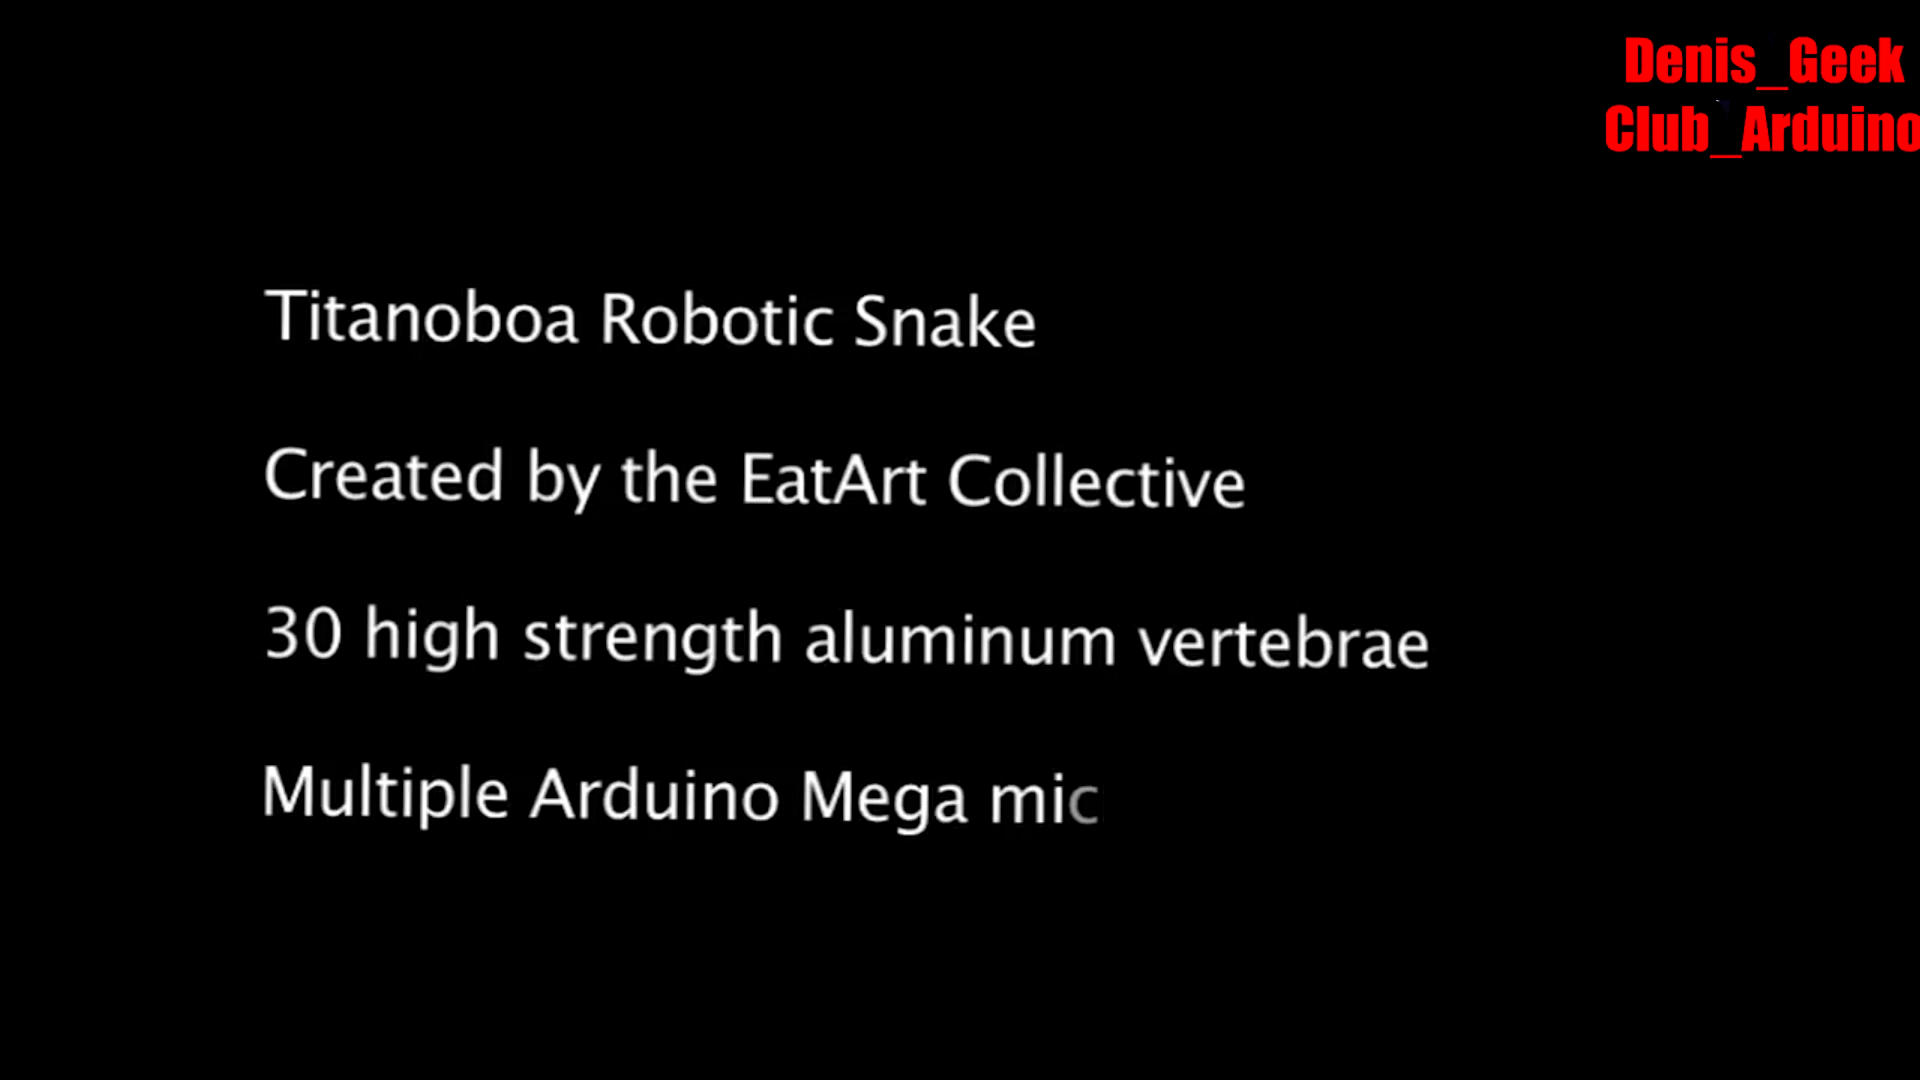 Denis_Geek
Club_Arduino
Titanoboa Robotic Snake
Created by the EatArt Collective
30 high strength aluminum vertebrae
Multiple Arduino Mega mic